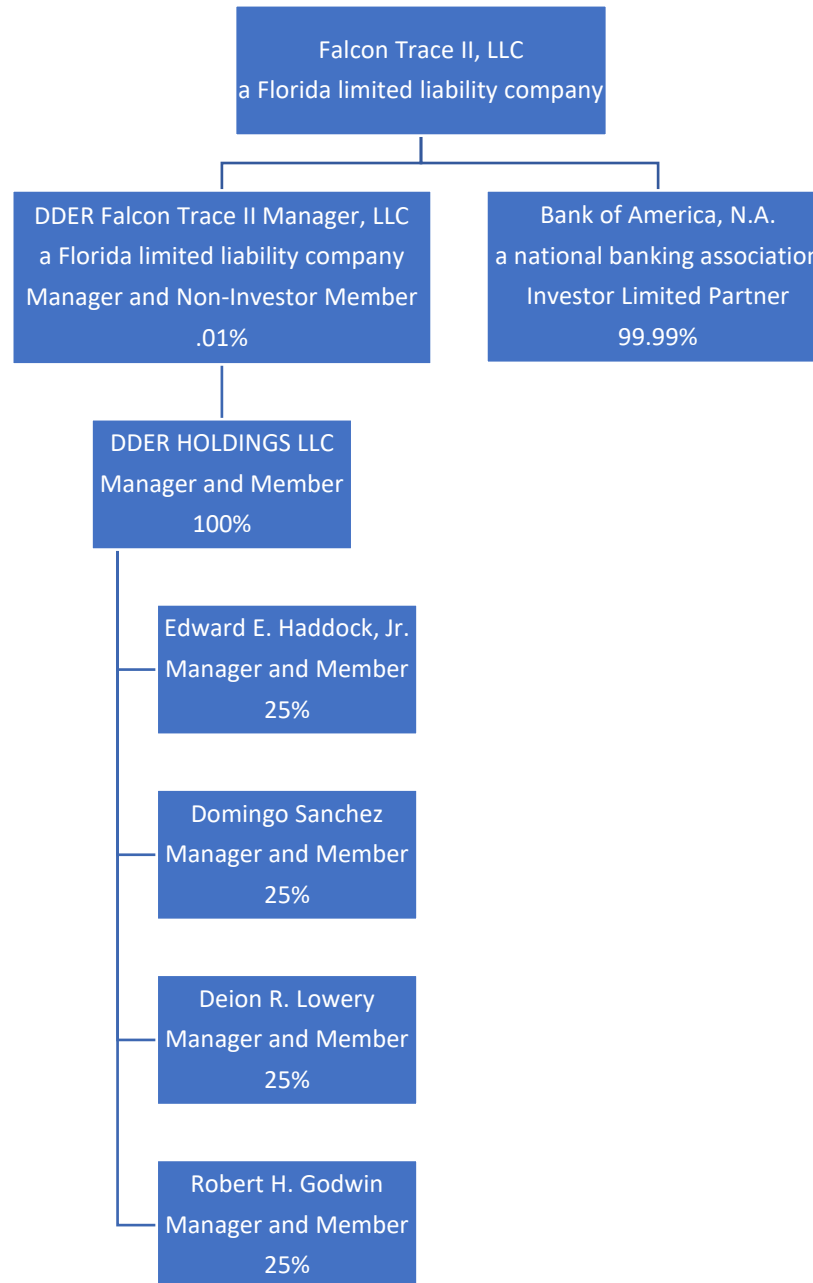 Falcon Trace II, LLC
a Florida limited liability company
DDER Falcon Trace II Manager, LLC
a Florida limited liability company
Manager and Non-Investor Member
.01%
Bank of America, N.A.
a national banking association
Investor Limited Partner
99.99%
DDER HOLDINGS LLC
Manager and Member
100%
Edward E. Haddock, Jr.
Manager and Member
25%
Domingo Sanchez
Manager and Member
25%
Deion R. Lowery
Manager and Member
25%
Robert H. Godwin
Manager and Member
25%